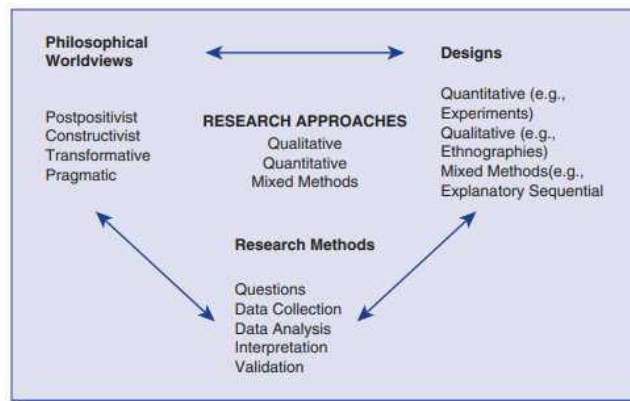 Philosophical
Worldviews
Postpositivist
Constructivist
Transformative
Pragmatic
RESEARCH APPROACHES
Qualitative
Quantitative
Mixed Methods
Designs
Quantitative (e.g.,
Experiments)
Qualitative (e.g.,
Ethnographies)
Mixed Methods(e.g.,
Explanatory Sequential
Research Methods
Questions
Data Collection
Data Analysis
Interpretation
Validation